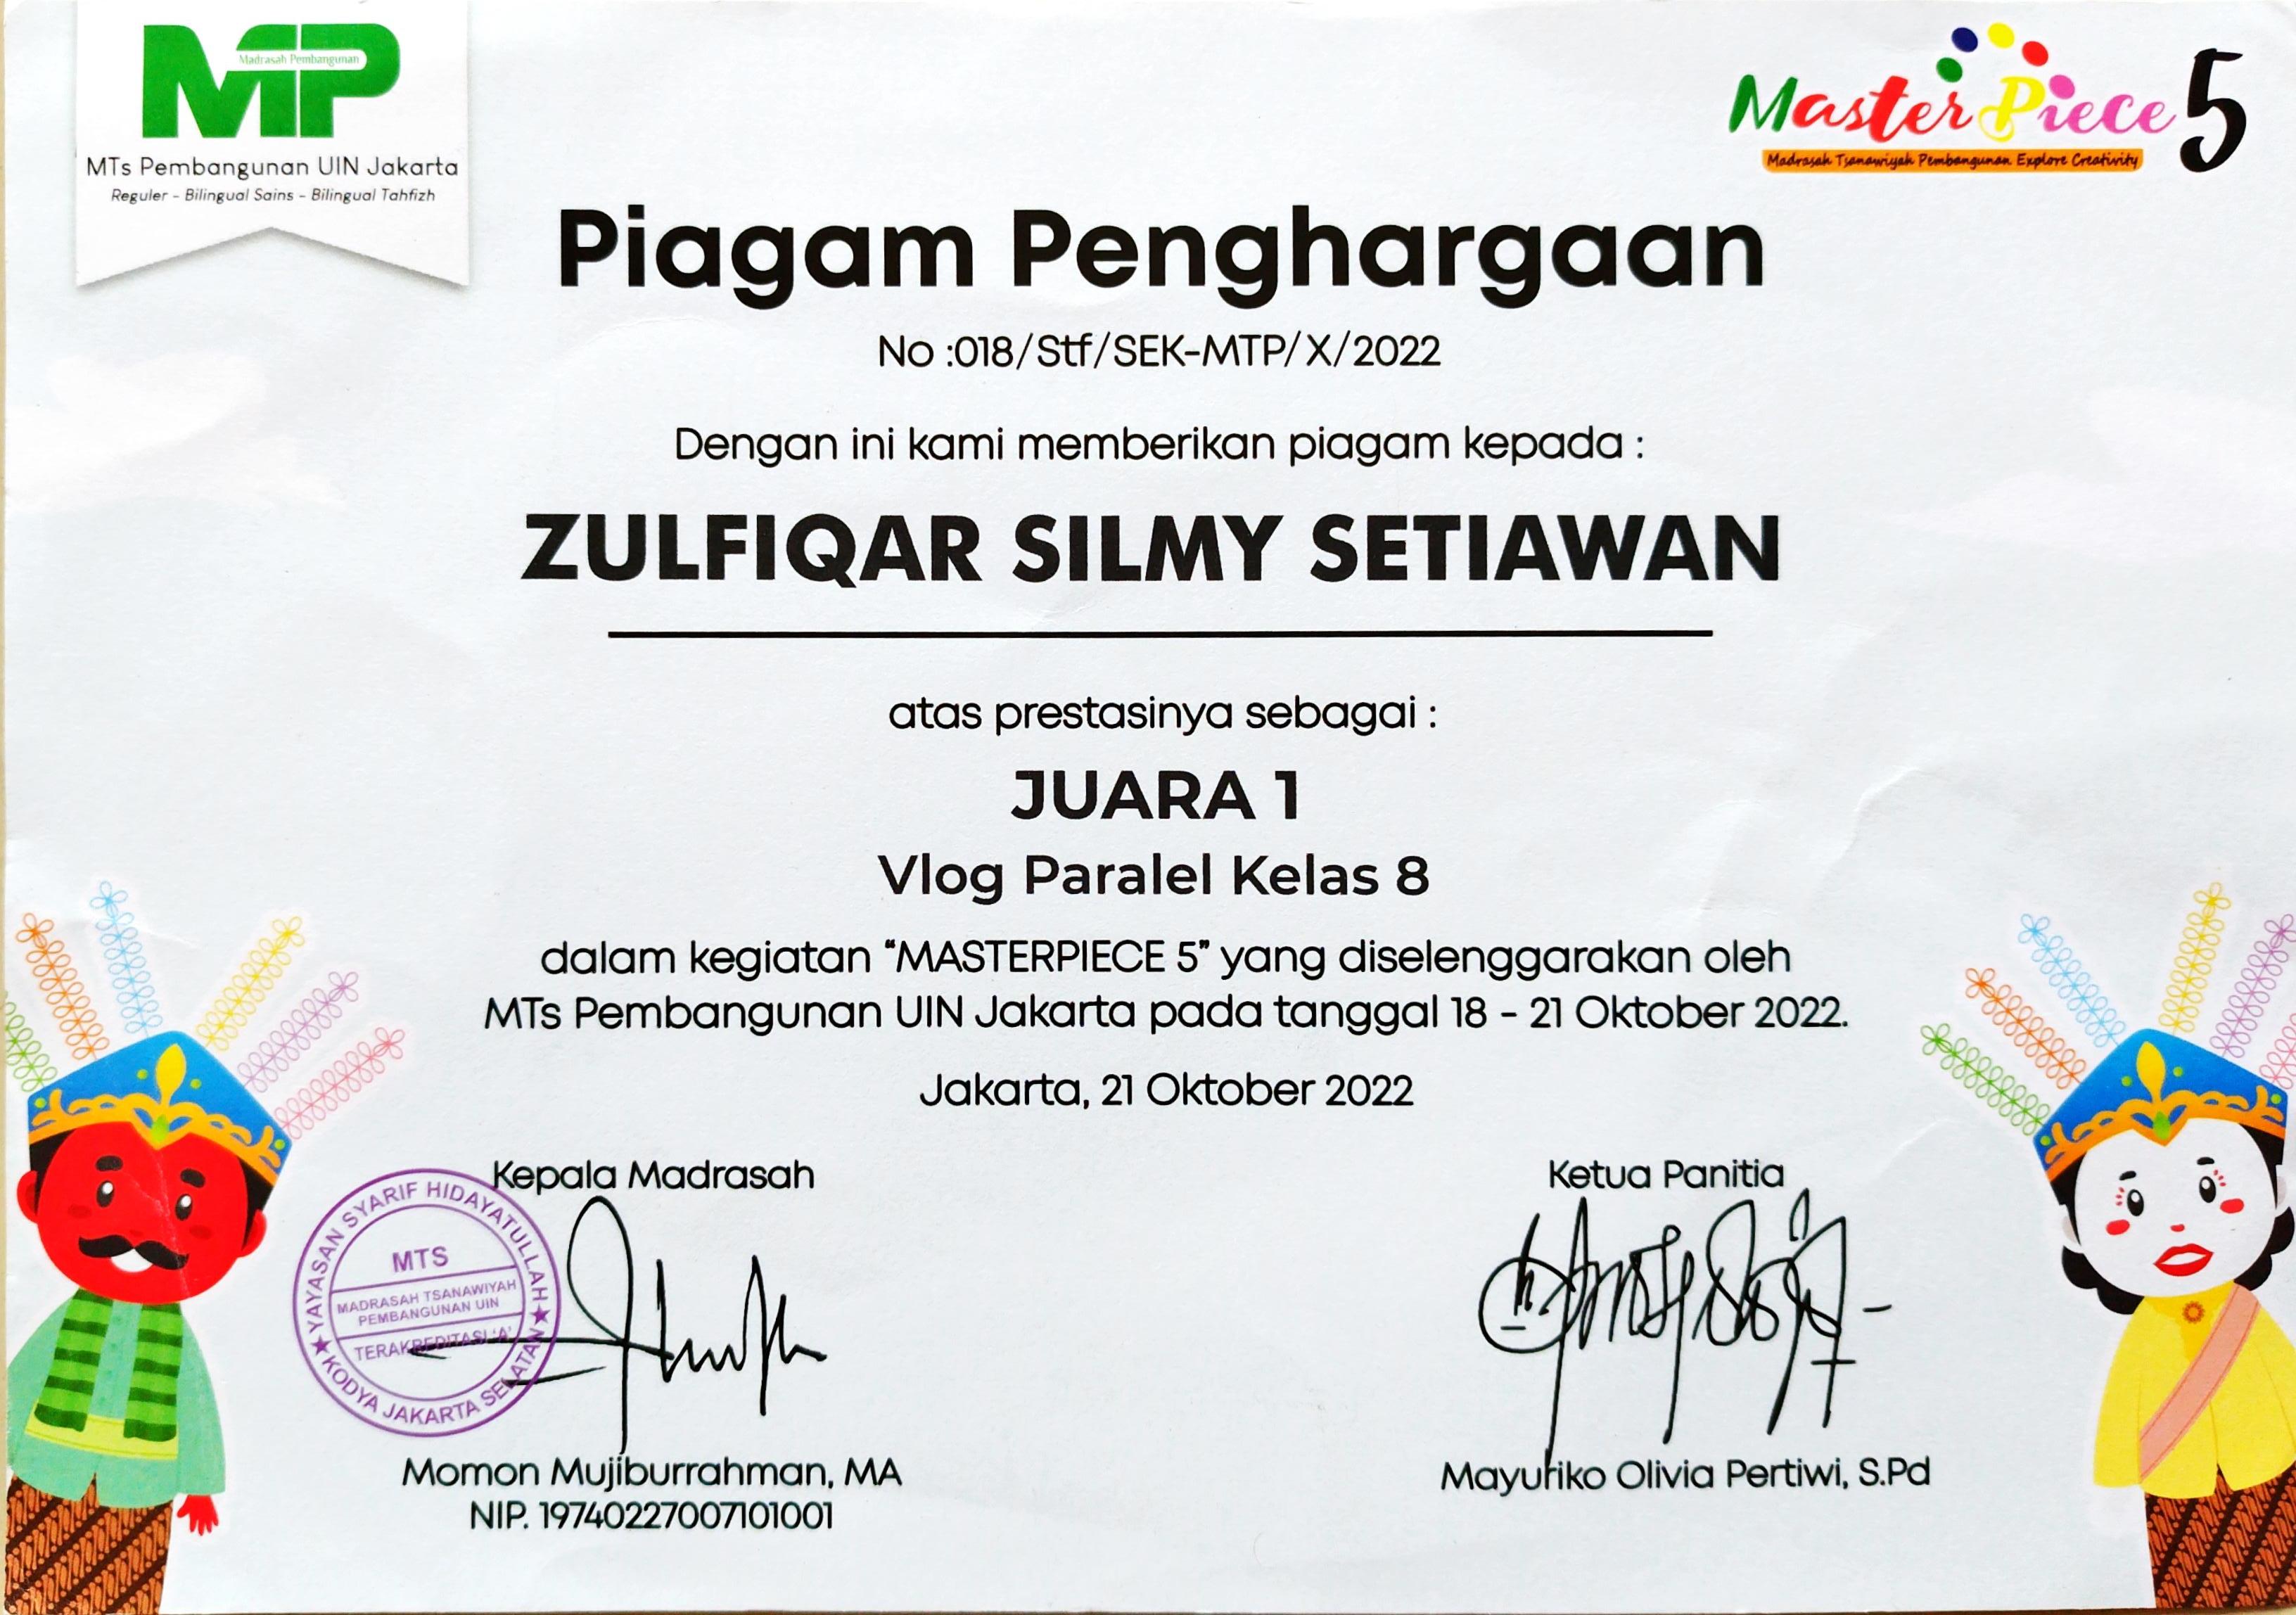 MP
Madrasah Pembangunan
MTs Pembangunan UIN Jakarta
Reguler - Bilingual Sains - Bilingual Tahfizh
Master Piece 5
Madrasah Tsanawiyah Pembangunan Explore Creativity
Piagam Penghargaan
No :018/Stf/SEK-MTP/X/2022
Dengan ini kami memberikan piagam kepada :
ZULFIQAR SILMY SETIAWAN
atas prestasinya sebagai :
JUARA 1
Vlog Paralel Kelas 8
dalam kegiatan “MASTERPIECE 5” yang diselenggarakan oleh
MTs Pembangunan UIN Jakarta pada tanggal 18 - 21 Oktober 2022.
Jakarta, 21 Oktober 2022
Kepala Madrasah
YAYASAN SYARIF HIDAYATULLAH
MTS
MADRASAH TSANAWIYAH
PEMBANGUNAN UIN
TERAKREDITASI 'A'
KODYA JAKARTA SELATAN
Momon Mujiburrahman, MA
NIP. 19740227007101001
Ketua Panitia
Mayuriko Olivia Pertiwi, S.Pd